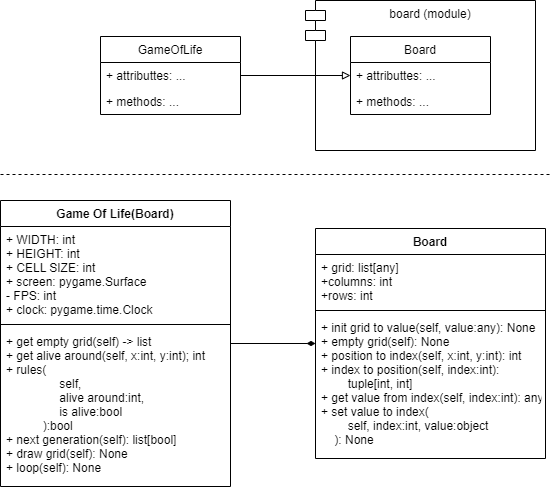 board (module)
GameOfLife
+ attributtes: ...
+ methods: ...
Board
+ attributtes: ...
+ methods: ...
Game Of Life(Board)
+ WIDTH: int
+ HEIGHT: int
+ CELL SIZE: int
+ screen: pygame.Surface
- FPS: int
+ clock: pygame.time.Clock
+ get empty grid(self) -> list
+ get alive around(self, x:int, y:int); int
+ rules(
self,
alive around:int,
is alive:bool
):bool
+ next generation(self): list[bool]
+ draw grid(self): None
+ loop(self): None
Board
+ grid: list[any]
+columns: int
+rows: int
+ init grid to value(self, value:any): None
+ empty grid(self): None
+ position to index(self, x:int, y:int): int
+ index to position(self, index:int):
tuple[int, int]
+ get value from index(self, index:int): any
+ set value to index(
self, index:int, value:object
): None